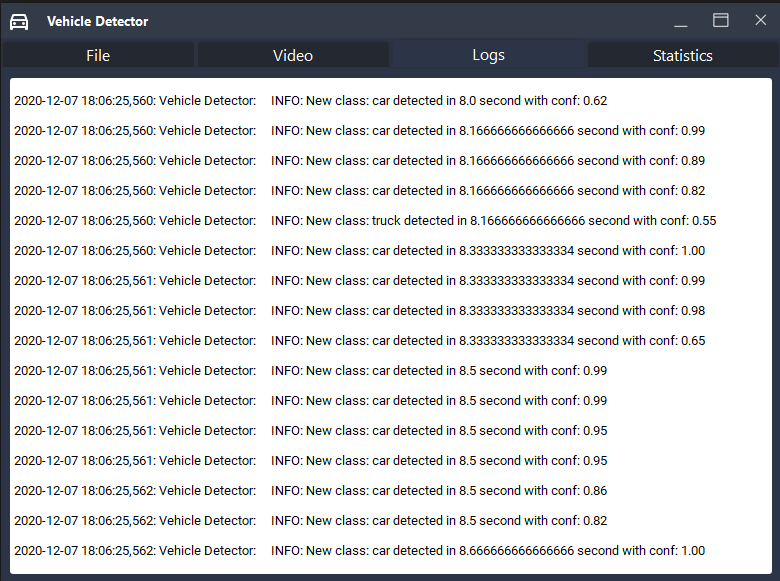 Vehicle Detector
File Video Logs Statistics
2020-12-07 18:06:25,560: Vehicle Detector: INFO: New class: car detected in 8.0 second with conf: 0.62
2020-12-07 18:06:25,560: Vehicle Detector: INFO: New class: car detected in 8.166666666666666 second with conf: 0.99
2020-12-07 18:06:25,560: Vehicle Detector: INFO: New class: car detected in 8.166666666666666 second with conf: 0.89
2020-12-07 18:06:25,560: Vehicle Detector: INFO: New class: car detected in 8.166666666666666 second with conf: 0.82
2020-12-07 18:06:25,560: Vehicle Detector: INFO: New class: truck detected in 8.166666666666666 second with conf: 0.55
2020-12-07 18:06:25,560: Vehicle Detector: INFO: New class: car detected in 8.333333333333334 second with conf: 1.00
2020-12-07 18:06:25,561: Vehicle Detector: INFO: New class: car detected in 8.333333333333334 second with conf: 0.99
2020-12-07 18:06:25,561: Vehicle Detector: INFO: New class: car detected in 8.333333333333334 second with conf: 0.98
2020-12-07 18:06:25,561: Vehicle Detector: INFO: New class: car detected in 8.333333333333334 second with conf: 0.65
2020-12-07 18:06:25,561: Vehicle Detector: INFO: New class: car detected in 8.5 second with conf: 0.99
2020-12-07 18:06:25,561: Vehicle Detector: INFO: New class: car detected in 8.5 second with conf: 0.99
2020-12-07 18:06:25,561: Vehicle Detector: INFO: New class: car detected in 8.5 second with conf: 0.95
2020-12-07 18:06:25,561: Vehicle Detector: INFO: New class: car detected in 8.5 second with conf: 0.95
2020-12-07 18:06:25,562: Vehicle Detector: INFO: New class: car detected in 8.5 second with conf: 0.86
2020-12-07 18:06:25,562: Vehicle Detector: INFO: New class: car detected in 8.5 second with conf: 0.82
2020-12-07 18:06:25,562: Vehicle Detector: INFO: New class: car detected in 8.666666666666666 second with conf: 1.00